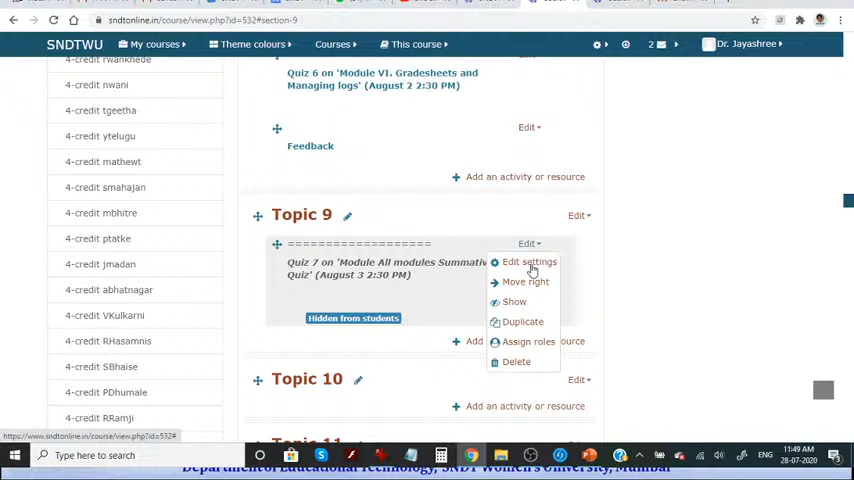 sndtonline.in/course/view.php?id=532#section-9
SNDTWU
My courses
Theme colours
Courses
This course
2
Dr. Jayashree
4-credit rwankhede
4-credit nwani
4-credit tgeetha
4-credit ytelugu
4-credit mathewt
4-credit smahajan
4-credit mbhitre
4-credit ptatke
4-credit jmadan
4-credit abhatnagar
4-credit VKulkarni
4-credit RHasamnis
4-credit SBhaise
4-credit PDhumale
4-credit RRamji
Quiz 6 on 'Module VI. Gradesheets and
Managing logs' (August 2 2:30 PM)
Edit
Feedback
Add an activity or resource
Topic 9
Edit
===================
Edit
Quiz 7 on 'Module All modules Summativ
Quiz' (August 3 2:30 PM)
Hidden from students
Edit settings
Move right
Show
Duplicate
Assign roles
Delete
Add
ource
Topic 10
Edit
Add an activity or resource
Topic 11
https://www.sndtonline.in/course/view.php?id=532#
Type here to search
ENG
11:49 AM
28-07-2020
3
Department of Educational Technology, SNDT Women's University, Mumbai